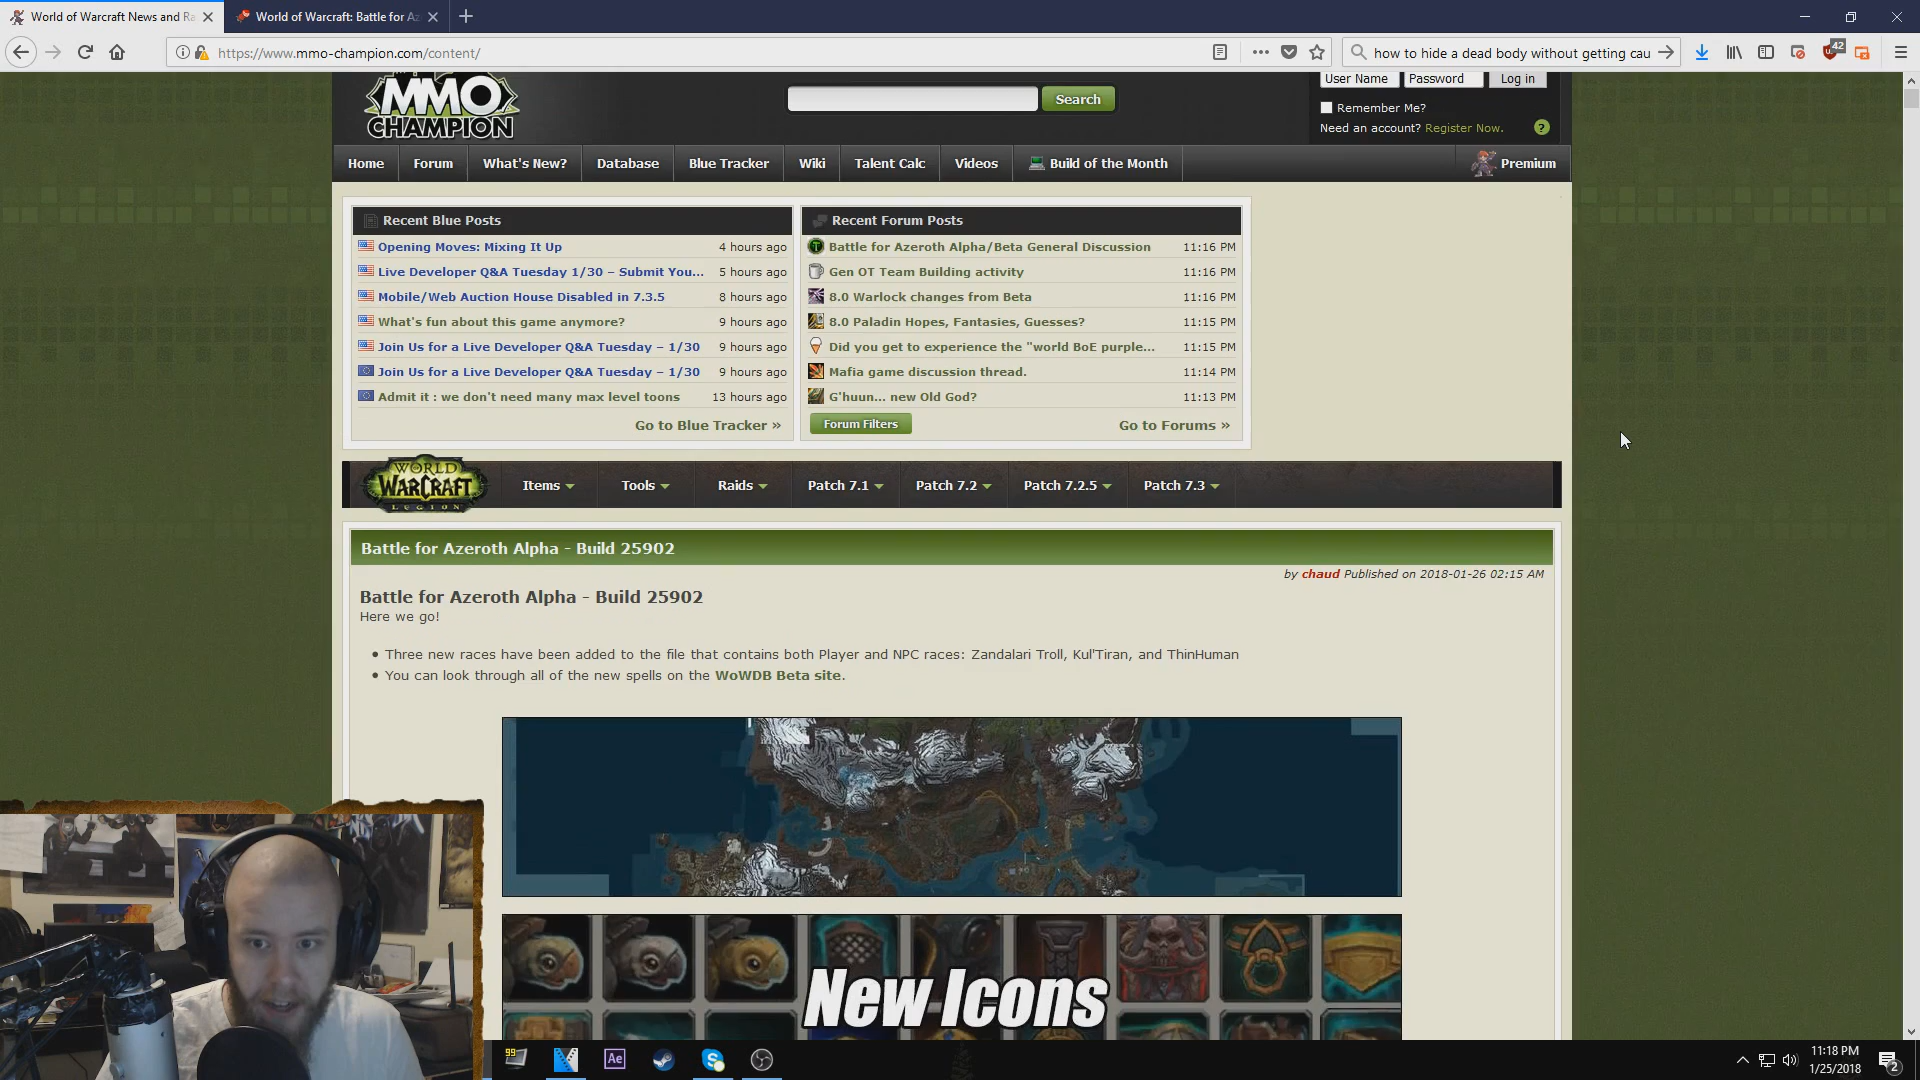 World of Warcraft News and Ra
World of Warcraft: Battle for Az
https://www.mmo-champion.com/content/
how to hide a dead body without getting cau
42
MMO
CHAMPION
Search
User Name
Password
Log in
Remember Me?
Need an account? Register Now.
?
Home
Forum
What's New?
Database
Blue Tracker
Wiki
Talent Calc
Videos
Build of the Month
Premium
Recent Blue Posts
Opening Moves: Mixing It Up 4 hours ago
Live Developer Q&A Tuesday 1/30 – Submit You... 5 hours ago
Mobile/Web Auction House Disabled in 7.3.5 8 hours ago
What's fun about this game anymore? 9 hours ago
Join Us for a Live Developer Q&A Tuesday – 1/30 9 hours ago
Join Us for a Live Developer Q&A Tuesday – 1/30 9 hours ago
Admit it : we don't need many max level toons 13 hours ago
Go to Blue Tracker »
Recent Forum Posts
Battle for Azeroth Alpha/Beta General Discussion 11:16 PM
Gen OT Team Building activity 11:16 PM
8.0 Warlock changes from Beta 11:16 PM
8.0 Paladin Hopes, Fantasies, Guesses? 11:15 PM
Did you get to experience the "world BoE purple... 11:15 PM
Mafia game discussion thread. 11:14 PM
G'huun... new Old God? 11:13 PM
Forum Filters
Go to Forums »
WORLD
WARCRAFT
LEGION
Items
Tools
Raids
Patch 7.1
Patch 7.2
Patch 7.2.5
Patch 7.3
Battle for Azeroth Alpha - Build 25902
by chaud Published on 2018-01-26 02:15 AM
Battle for Azeroth Alpha - Build 25902
Here we go!
• Three new races have been added to the file that contains both Player and NPC races: Zandalari Troll, Kul'Tiran, and ThinHuman
• You can look through all of the new spells on the WoWDB Beta site.
New Icons
99
Ae
11:18 PM
1/25/2018
2